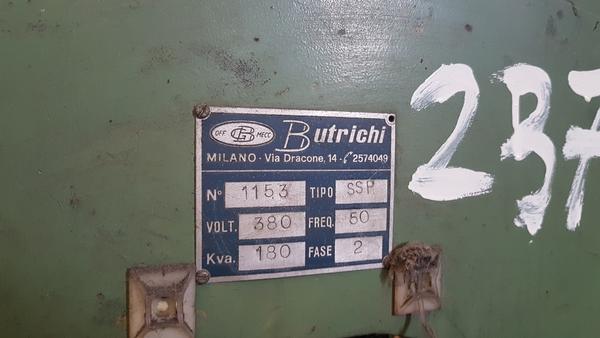 OFF GB MECC Butrichi
MILANO - Via Dracone, 14 - 2574049
N° 1153 TIPO SSP
VOLT. 380 FREQ. 50
Kva. 180 FASE 2
237